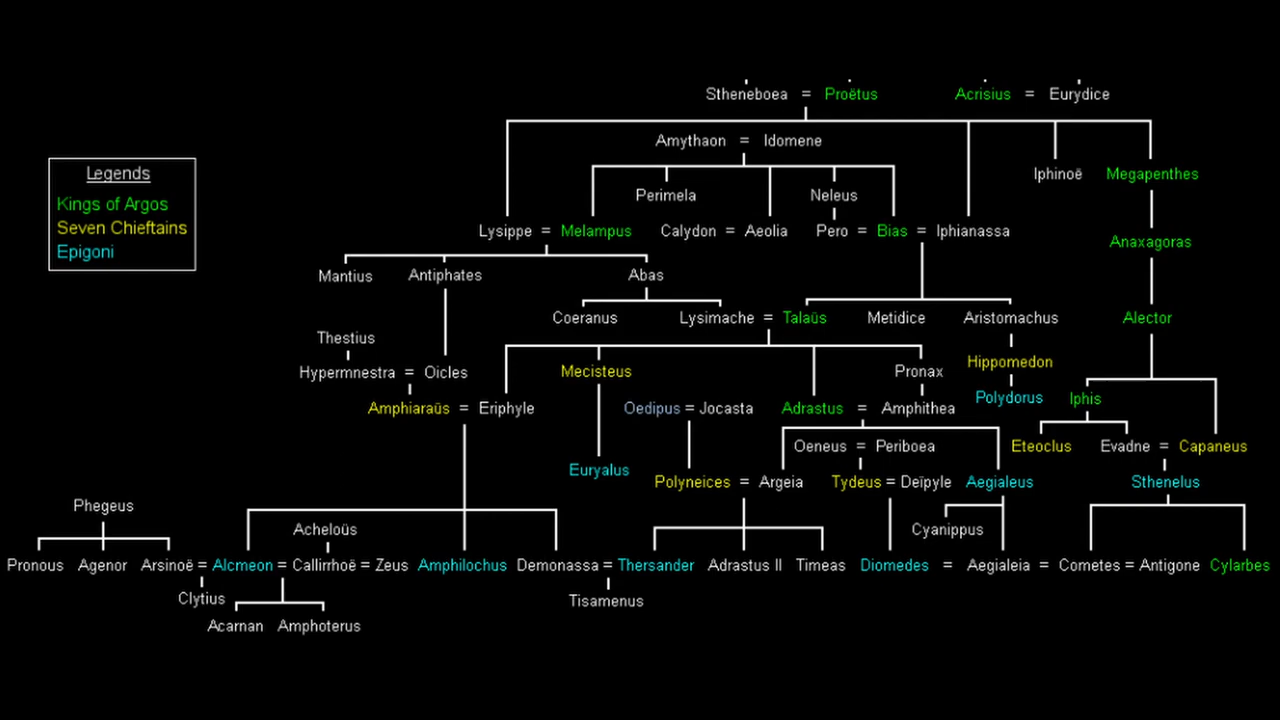 Stheneboea = Proëtus Acrisius = Eurydice
Amythaon = Idomene
Legends
Iphinoë Megapenthes
Perimela Neleus
Kings of Argos
Seven Chieftains
Lysippe = Melampus Calydon = Aeolia Pero = Bias = Iphianassa
Anaxagoras
Epigoni
Mantius Antiphates Abas
Coeranus Lysimache = Talaüs Metidice Aristomachus Alector
Thestius
Hippomedon
Hypermnestra = Oicles Mecisteus Pronax
Polydorus Iphis
Amphiaraüs = Eriphyle Oedipus = Jocasta Adrastus = Amphithea
Oeneus = Periboea Eteoclus Evadne = Capaneus
Euryalus
Polyneices = Argeia Tydeus = Deïpyle Aegialeus Sthenelus
Phegeus
Acheloüs Cyanippus
Pronous Agenor Arsinoë = Alcmeon = Callirhoë = Zeus Amphilochus Demonassa = Thersander Adrastus II Timeas Diomedes = Aegialeia = Cometes = Antigone Cylarbes
Clytius Tisamenus
Acarnan Amphoterus